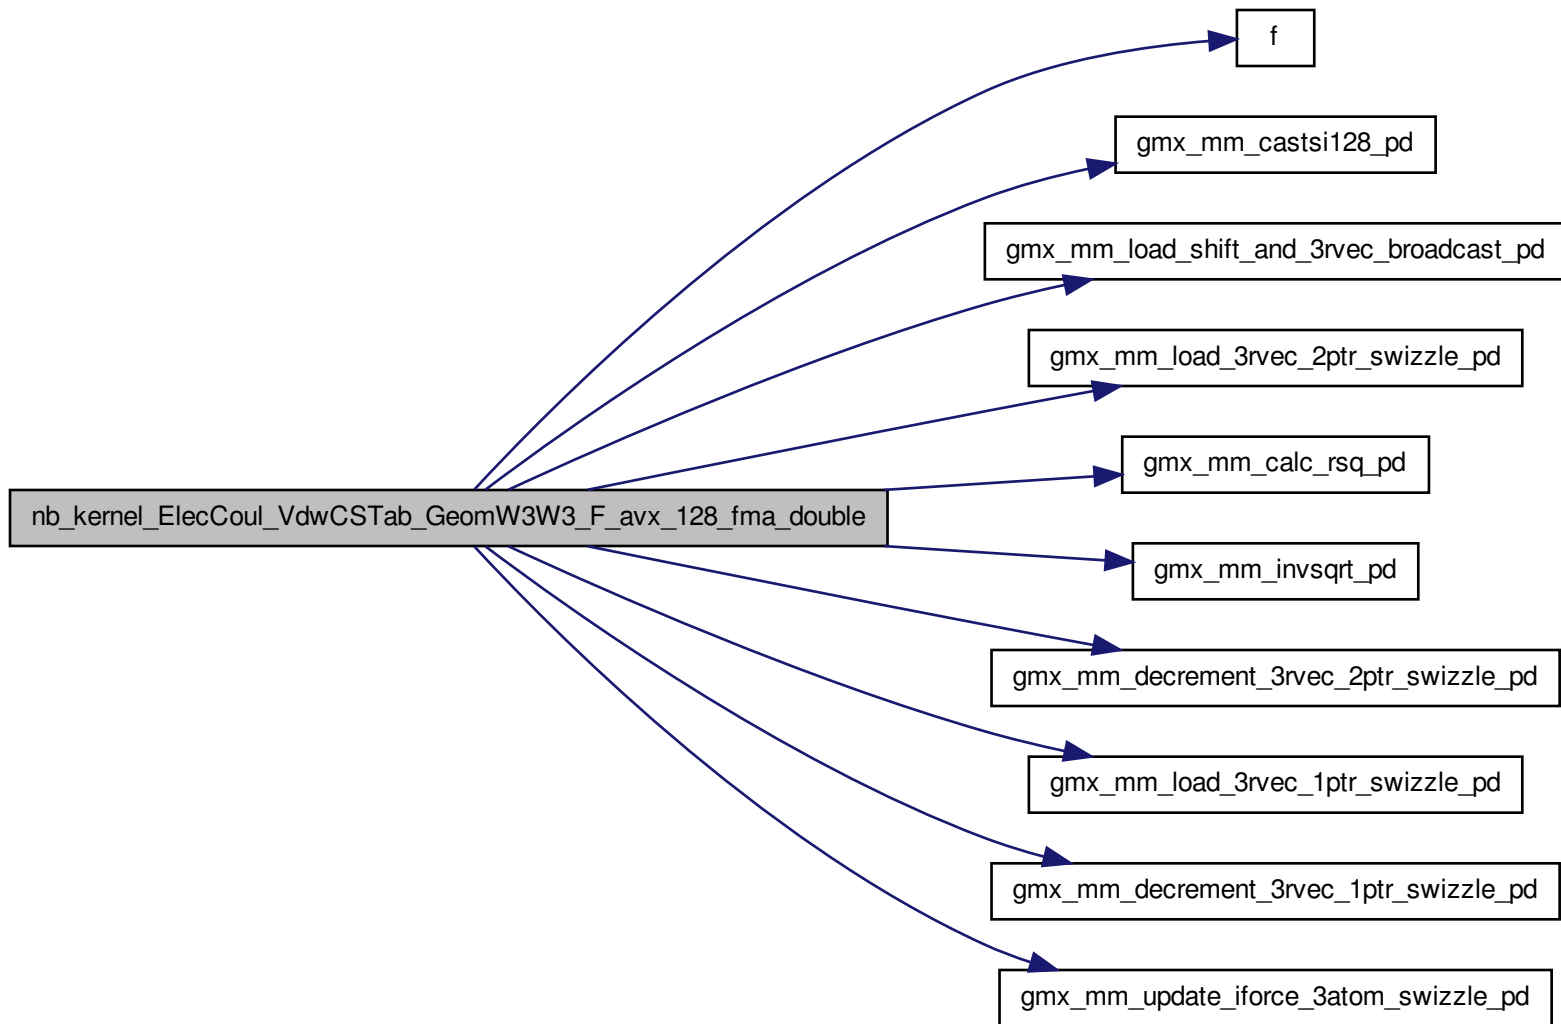 f
gmx_mm_castsi128_pd
gmx_mm_load_shift_and_3rvec_broadcast_pd
gmx_mm_load_3rvec_2ptr_swizzle_pd
gmx_mm_calc_rsq_pd
nb_kernel_ElecCoul_VdwCSTab_GeomW3W3_F_avx_128_fma_double
gmx_mm_invsqrt_pd
gmx_mm_decrement_3rvec_2ptr_swizzle_pd
gmx_mm_load_3rvec_1ptr_swizzle_pd
gmx_mm_decrement_3rvec_1ptr_swizzle_pd
gmx_mm_update_iforce_3atom_swizzle_pd